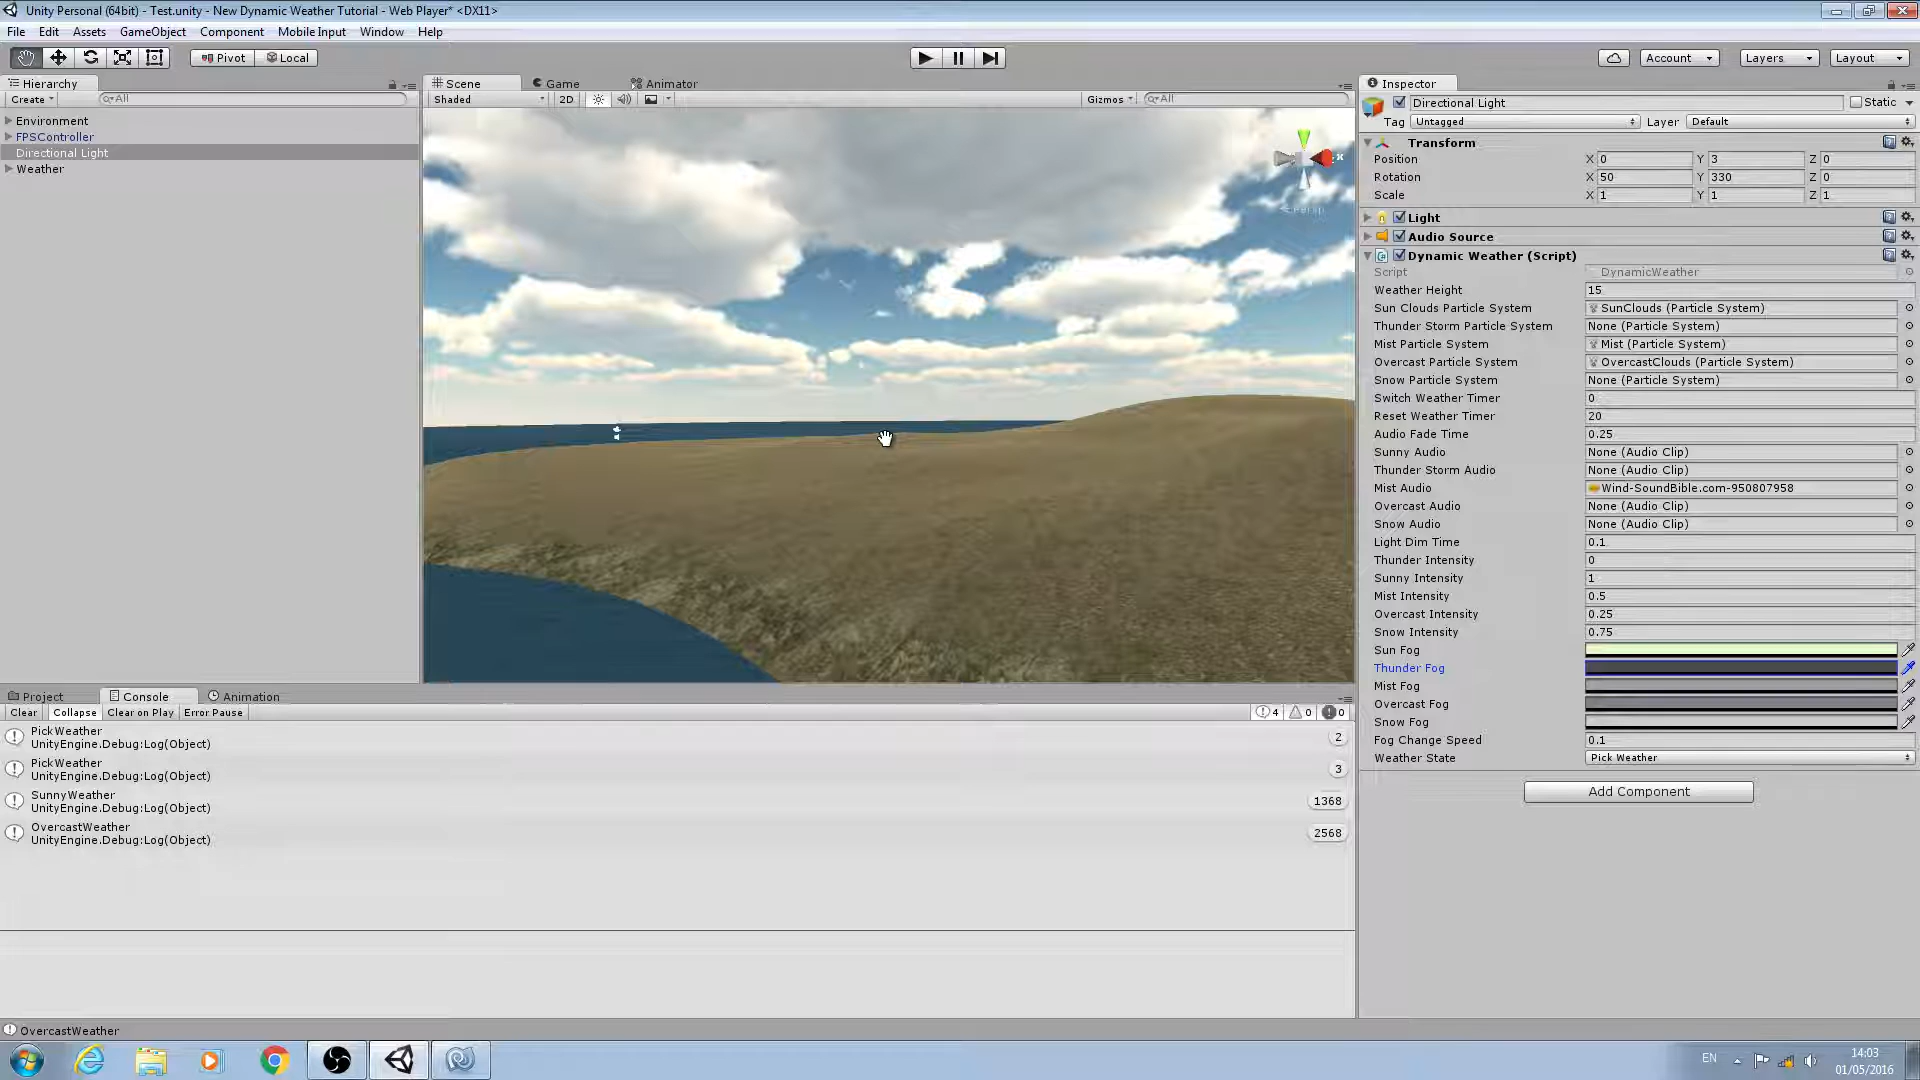 Unity Personal (64bit) - Test.unity - New Dynamic Weather Tutorial - Web Player* <DX11>
File Edit Assets GameObject Component Mobile Input Window Help
Pivot Local Account Layers Layout
Hierarchy
Create All
Environment
FPSController
Directional Light
Weather
Scene Game Animator
Shaded 2D Gizmos All
x
Persp
Inspector
Directional Light Static
Tag Untagged Layer Default
Transform
Position X 0 Y 3 Z 0
Rotation X 50 Y 330 Z 0
Scale X 1 Y 1 Z 1
Light
Audio Source
Dynamic Weather (Script)
Script DynamicWeather
Weather Height 15
Sun Clouds Particle System SunClouds (Particle System)
Thunder Storm Particle System None (Particle System)
Mist Particle System Mist (Particle System)
Overcast Particle System OvercastClouds (Particle System)
Snow Particle System None (Particle System)
Switch Weather Timer 0
Reset Weather Timer 20
Audio Fade Time 0.25
Sunny Audio None (Audio Clip)
Thunder Storm Audio None (Audio Clip)
Mist Audio Wind-SoundBible.com-950807958
Overcast Audio None (Audio Clip)
Snow Audio None (Audio Clip)
Light Dim Time 0.1
Thunder Intensity 0
Sunny Intensity 1
Mist Intensity 0.5
Overcast Intensity 0.25
Snow Intensity 0.75
Sun Fog
Thunder Fog
Mist Fog
Overcast Fog
Snow Fog
Fog Change Speed 0.1
Weather State Pick Weather
Add Component
Project Console Animation
Clear Collapse Clear on Play Error Pause 4 0 0
PickWeather
UnityEngine.Debug:Log(Object) 2
PickWeather
UnityEngine.Debug:Log(Object) 3
SunnyWeather
UnityEngine.Debug:Log(Object) 1368
OvercastWeather
UnityEngine.Debug:Log(Object) 2568
OvercastWeather
EN 14:03
01/05/2016